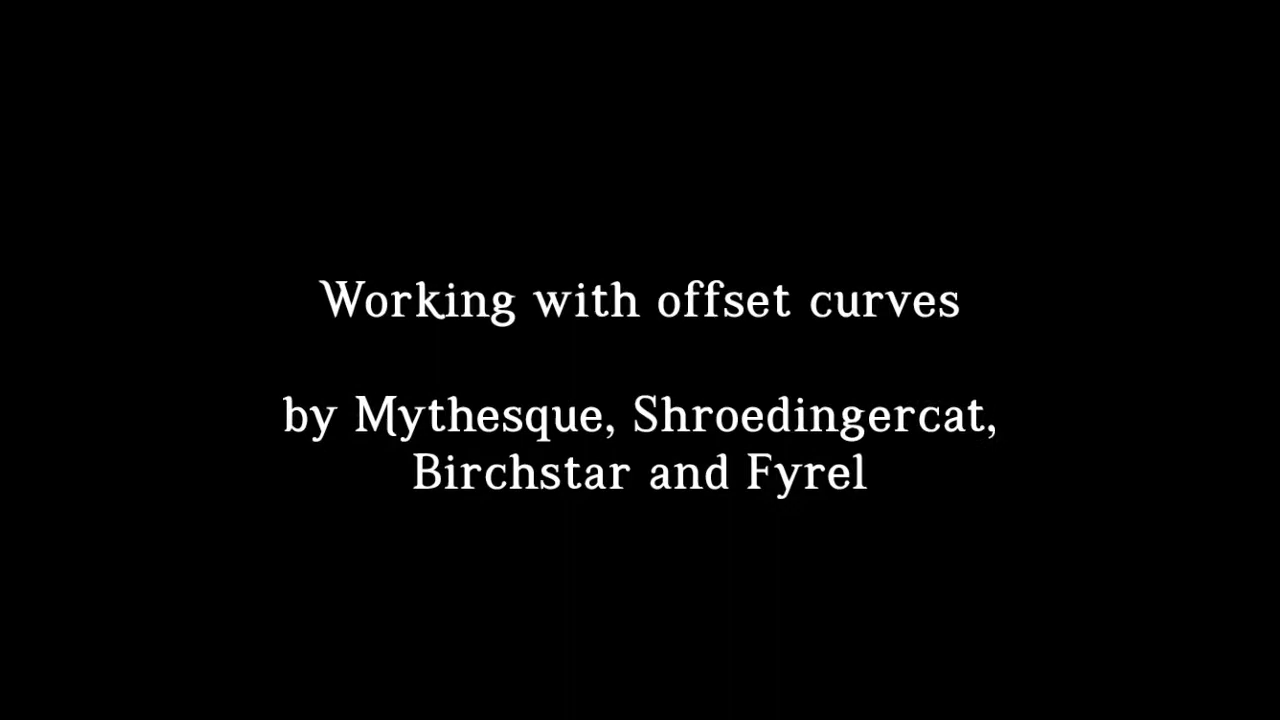 Working with offset curves
by Mythesque, Shroedingercat,
Birchstar and Fyrel